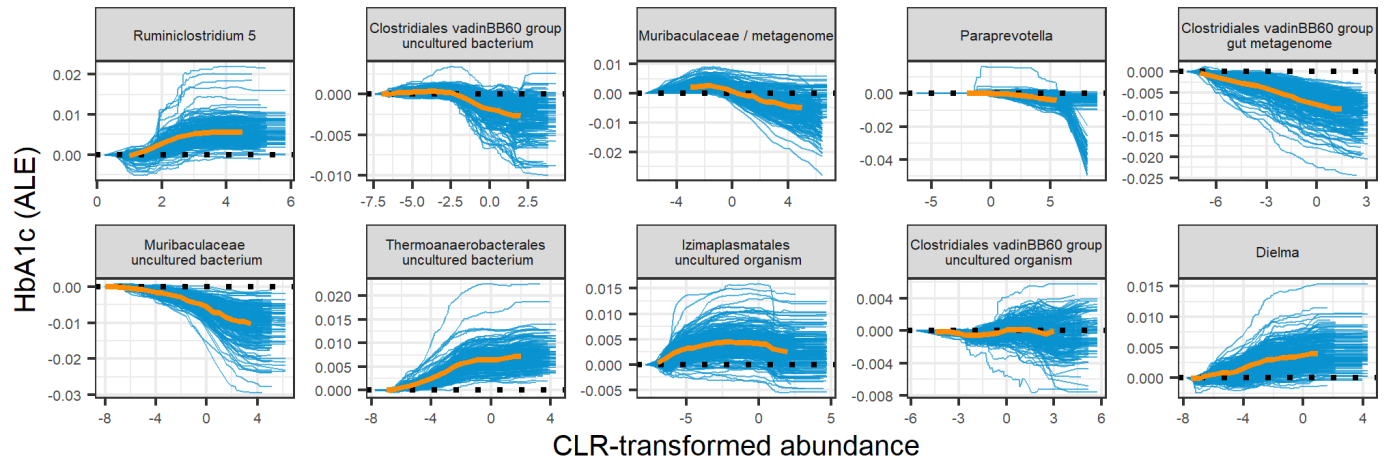 Ruminiclostridium 5
Clostridiales vadinBB60 group
uncultured bacterium
Muribaculaceae / metagenome
Paraprevotella
Clostridiales vadinBB60 group
gut metagenome
0.02
0.01
0.00
0 2 4 6
0.000
-0.005
-0.010
-7.5 -5.0 -2.5 0.0 2.5
0.01
0.00
-0.01
-0.02
-4 0 4
0.00
-0.02
-0.04
-5 0 5
0.000
-0.005
-0.010
-0.015
-0.020
-0.025
-6 -3 0 3
HbA1c (ALE)
Muribaculaceae
uncultured bacterium
Thermoanaerobacterales
uncultured bacterium
Izimaplasmatales
uncultured organism
Clostridiales vadinBB60 group
uncultured organism
Dielma
0.00
-0.01
-0.02
-0.03
-8 -4 0 4
0.020
0.015
0.010
0.005
0.000
-8 -4 0 4
0.015
0.010
0.005
0.000
-0.005
-5 0 5
0.004
0.000
-0.004
-0.008
-6 -3 0 3 6
0.015
0.010
0.005
0.000
-8 -4 0 4
CLR-transformed abundance